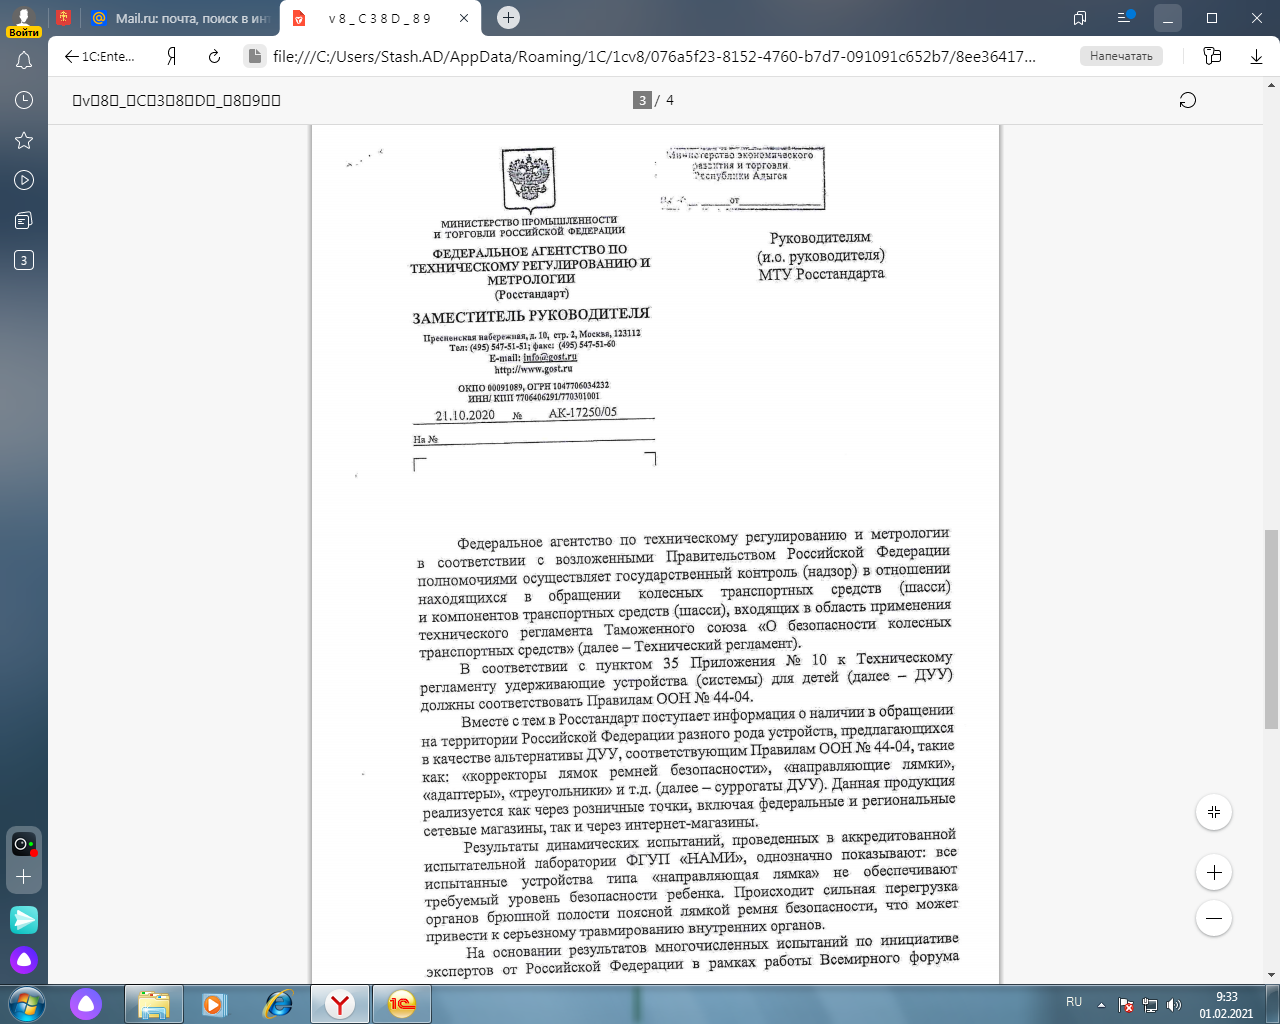 Войти
Mail.ru: почта, поиск в инт
v 8 _ C 3 8 D _ 8 9
1C:Ente...
file:///C:/Users/Stash.AD/AppData/Roaming/1C/1cv8/076a5f23-8152-4760-b7d7-091091c652b7/8ee36417...
Напечатать
▯v▯8▯_▯C▯3▯8▯D▯_▯8▯9▯▯
3 / 4
3
МИНИСТЕРСТВО ПРОМЫШЛЕННОСТИ
И ТОРГОВЛИ РОССИЙСКОЙ ФЕДЕРАЦИИ
ФЕДЕРАЛЬНОЕ АГЕНТСТВО ПО
ТЕХНИЧЕСКОМУ РЕГУЛИРОВАНИЮ И
МЕТРОЛОГИИ
(Росстандарт)
ЗАМЕСТИТЕЛЬ РУКОВОДИТЕЛЯ
Пресненская набережная, д. 10, стр. 2, Москва, 123112
Тел: (495) 547-51-51; факс: (495) 547-51-60
E-mail: info@gost.ru
http://www.gost.ru
ОКПО 00091089, ОГРН 1047706034232
ИНН/ КПП 7706406291/770301001
21.10.2020 № АК-17250/05
На №
Министерство экономического
развития и торговли
Республики Адыгея
от
Руководителям
(и.о. руководителя)
МТУ Росстандарта
Федеральное агентство по техническому регулированию и метрологии
в соответствии с возложенными Правительством Российской Федерации
полномочиями осуществляет государственный контроль (надзор) в отношении
находящихся в обращении колесных транспортных средств (шасси)
и компонентов транспортных средств (шасси), входящих в область применения
технического регламента Таможенного союза «О безопасности колесных
транспортных средств» (далее – Технический регламент).
В соответствии с пунктом 35 Приложения № 10 к Техническому
регламенту удерживающие устройства (системы) для детей (далее – ДУУ)
должны соответствовать Правилам ООН № 44-04.
Вместе с тем в Росстандарт поступает информация о наличии в обращении
на территории Российской Федерации разного рода устройств, предлагающихся
в качестве альтернативы ДУУ, соответствующим Правилам ООН № 44-04, такие
как: «корректоры лямок ремней безопасности», «направляющие лямки»,
«адаптеры», «треугольники» и т.д. (далее – суррогаты ДУУ). Данная продукция
реализуется как через розничные точки, включая федеральные и региональные
сетевые магазины, так и через интернет-магазины.
Результаты динамических испытаний, проведенных в аккредитованной
испытательной лаборатории ФГУП «НАМИ», однозначно показывают: все
испытанные устройства типа «направляющая лямка» не обеспечивают
требуемый уровень безопасности ребенка. Происходит сильная перегрузка
органов брюшной полости поясной лямкой ремня безопасности, что может
привести к серьезному травмированию внутренних органов.
На основании результатов многочисленных испытаний по инициативе
экспертов от Российской Федерации в рамках работы Всемирного форума
RU
9:33
01.02.2021